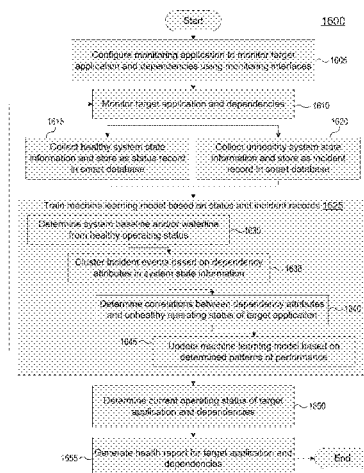 Start
1600
Configure monitoring application to monitor target
application and dependencies using monitoring interfaces
1605
Monitor target application and dependencies
1610
1615
Collect healthy system state
information and store as status record
in smart database
1620
Collect unhealthy system state
information and store as incident
record in smart database
Train machine learning model based on status and incident records 1625
Determine system baseline and/or waterline
from healthy operating status
1630
Cluster incident events based on dependency
attributes in system state information
1635
Determine correlations between dependency attributes
and unhealthy operating status of target application
1640
1645
Update machine learning model based on
determined patterns of performance
Determine current operating status of target
application and dependencies
1650
1655
Generate health report for target application and
dependencies
End